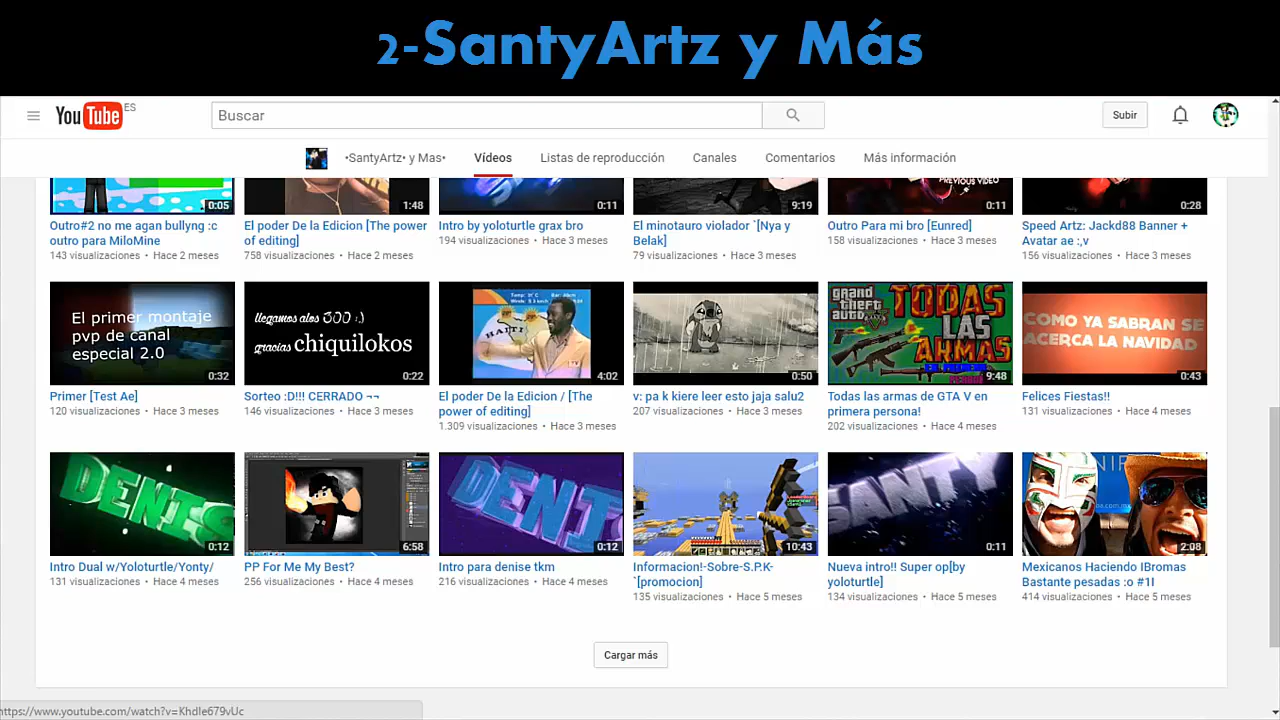 2-SantyArtz y Más
YouTube ES
Buscar
Subir
•SantyArtz• y Mas•
Vídeos
Listas de reproducción
Canales
Comentarios
Más información
PREVIOUS VIDEO
0:05
1:48
0:11
9:19
0:11
0:28
Outro#2 no me agan bullyng :c
outro para MiloMine
143 visualizaciones • Hace 2 meses
El poder De la Edicion [The power
of editing]
758 visualizaciones • Hace 2 meses
Intro by yoloturtle grax bro
194 visualizaciones • Hace 3 meses
El minotauro violador `[Nya y
Belak]
79 visualizaciones • Hace 3 meses
Outro Para mi bro [Eunred]
158 visualizaciones • Hace 3 meses
Speed Artz: Jackd88 Banner +
Avatar ae :,v
156 visualizaciones • Hace 3 meses
El primer montaje
pvp de canal
especial 2.0
0:32
llegamos alos 300 :)
gracias chiquilokos
0:22
HAITI
4:02
0:50
grand
theft
auto
TODAS
LAS
ARMAS
9:48
COMO YA SABRAN SE
ACERCA LA NAVIDAD
0:43
Primer [Test Ae]
120 visualizaciones • Hace 3 meses
Sorteo :D!!! CERRADO ¬¬
146 visualizaciones • Hace 3 meses
El poder De la Edicion / [The
power of editing]
1.309 visualizaciones • Hace 3 meses
v: pa k kiere leer esto jaja salu2
207 visualizaciones • Hace 3 meses
Todas las armas de GTA V en
primera persona!
202 visualizaciones • Hace 4 meses
Felices Fiestas!!
131 visualizaciones • Hace 4 meses
DENIS
0:12
6:58
DENI
0:12
10:43
SANTY
0:11
2:08
Intro Dual w/Yoloturtle/Yonty/
131 visualizaciones • Hace 4 meses
PP For Me My Best?
256 visualizaciones • Hace 4 meses
Intro para denise tkm
216 visualizaciones • Hace 4 meses
Informacion!-Sobre-S.P.K-
`[promocion]
135 visualizaciones • Hace 5 meses
Nueva intro!! Super op[by
yoloturtle]
134 visualizaciones • Hace 5 meses
Mexicanos Haciendo IBromas
Bastante pesadas :o #1I
414 visualizaciones • Hace 5 meses
Cargar más
https://www.youtube.com/watch?v=Khdle679vUc